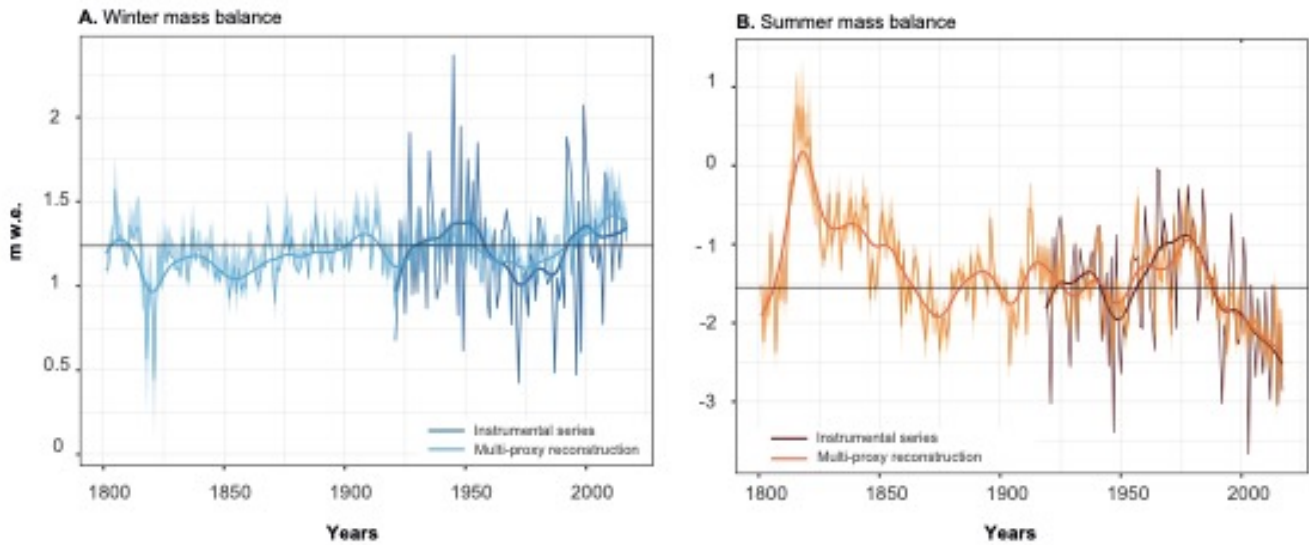 A. Winter mass balance
2
1.5
1
0.5
0
m w.e.
1800 1850 1900 1950 2000
Years
Instrumental series
Multi-proxy reconstruction
B. Summer mass balance
1
0
- 1
-2
-3
1800 1850 1900 1950 2000
Years
Instrumental series
Multi-proxy reconstruction